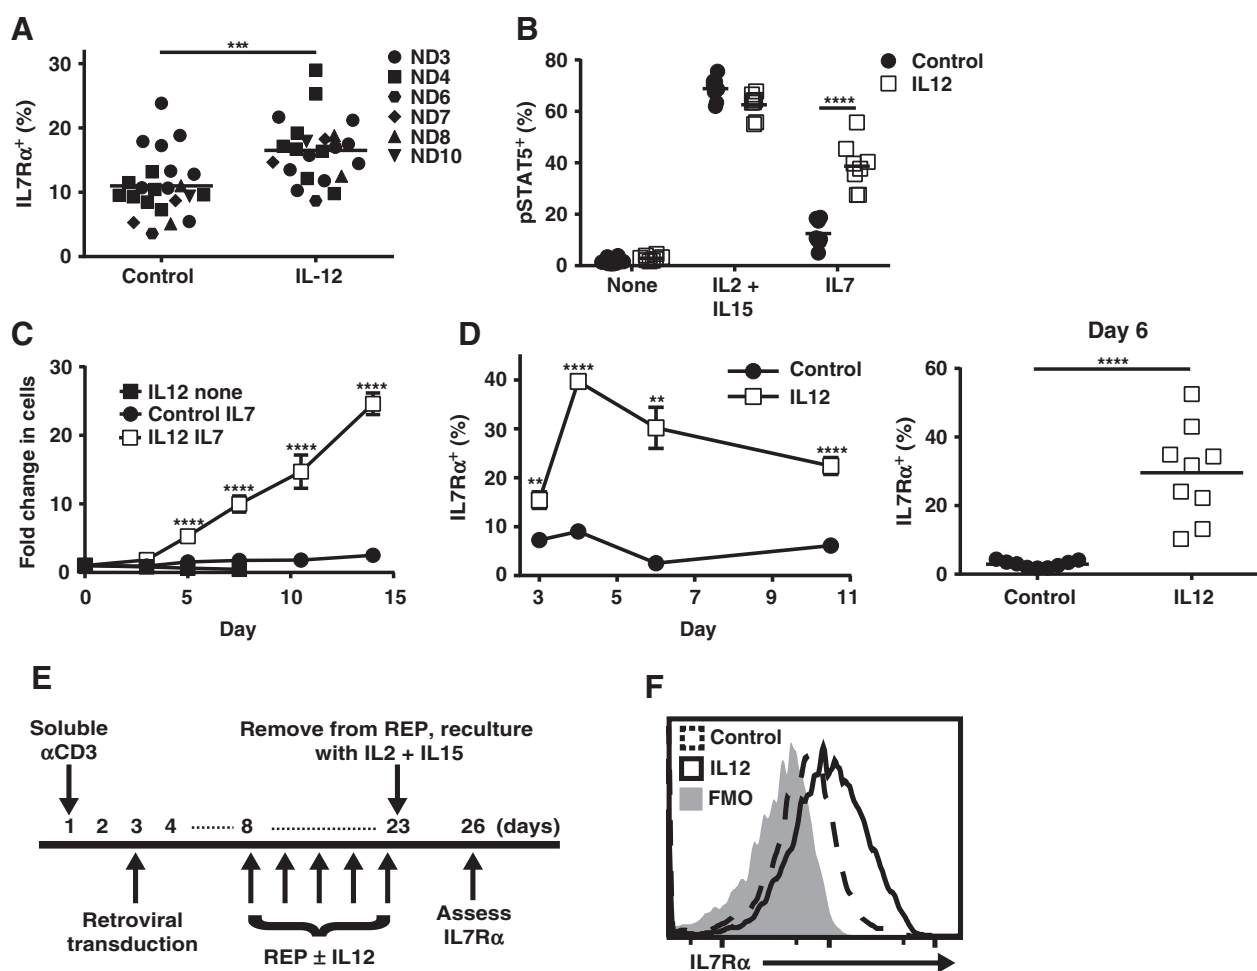 A
***
30
20
10
0
IL7Rα+ (%)
Control
IL-12
ND3
ND4
ND6
ND7
ND8
ND10
B
80
60
40
20
0
pSTAT5+ (%)
****
None
IL2 +
IL15
IL7
Control
IL12
C
30
20
10
0
Fold change in cells
IL12 none
Control IL7
IL12 IL7
****
****
****
****
0
5
10
15
Day
D
40
30
20
10
0
IL7Rα+ (%)
**
****
**
****
Control
IL12
3
5
7
9
11
Day
Day 6
60
40
20
0
IL7Rα+ (%)
****
Control
IL12
E
Soluble
αCD3
Remove from REP, reculture
with IL2 + IL15
1 2 3 4 ........ 8 .................. 23 26 (days)
Retroviral
transduction
REP ± IL12
Assess
IL7Rα
F
Control
IL12
FMO
IL7Rα